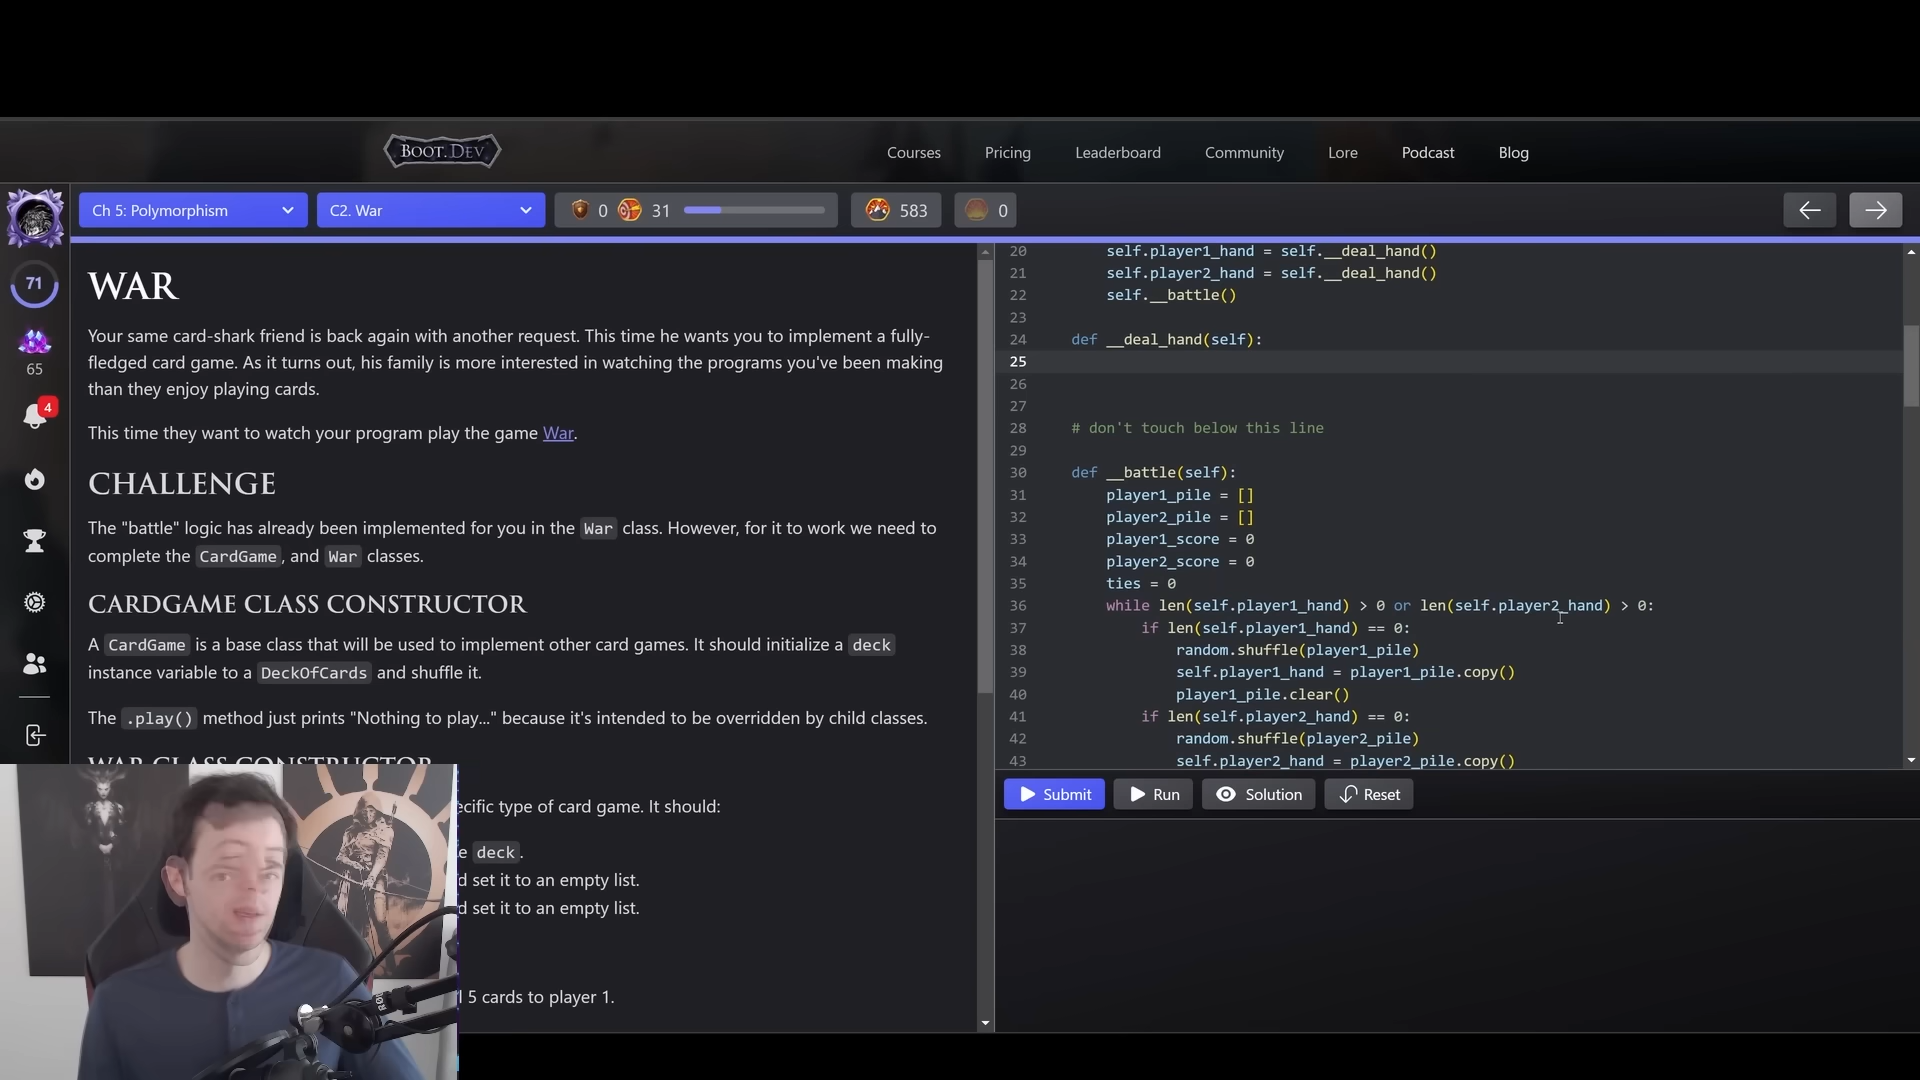 BOOT.DEV
Courses
Pricing
Leaderboard
Community
Lore
Podcast
Blog
Ch 5: Polymorphism
C2. War
0
31
583
0
71
65
4
WAR
Your same card-shark friend is back again with another request. This time he wants you to implement a fully-
fledged card game. As it turns out, his family is more interested in watching the programs you've been making
than they enjoy playing cards.
This time they want to watch your program play the game War.
CHALLENGE
The "battle" logic has already been implemented for you in the War class. However, for it to work we need to
complete the CardGame, and War classes.
CARDGAME CLASS CONSTRUCTOR
A CardGame is a base class that will be used to implement other card games. It should initialize a deck
instance variable to a DeckOfCards and shuffle it.
The .play() method just prints "Nothing to play..." because it's intended to be overridden by child classes.
WAR CLASS CONSTRUCTOR
ecific type of card game. It should:
e deck.
d set it to an empty list.
d set it to an empty list.
l 5 cards to player 1.
20 self.player1_hand = self.__deal_hand()
21 self.player2_hand = self.__deal_hand()
22 self.__battle()
23
24 def __deal_hand(self):
25
26
27
28 # don't touch below this line
29
30 def __battle(self):
31 player1_pile = []
32 player2_pile = []
33 player1_score = 0
34 player2_score = 0
35 ties = 0
36 while len(self.player1_hand) > 0 or len(self.player2_hand) > 0:
37 if len(self.player1_hand) == 0:
38 random.shuffle(player1_pile)
39 self.player1_hand = player1_pile.copy()
40 player1_pile.clear()
41 if len(self.player2_hand) == 0:
42 random.shuffle(player2_pile)
43 self.player2_hand = player2_pile.copy()
Submit
Run
Solution
Reset